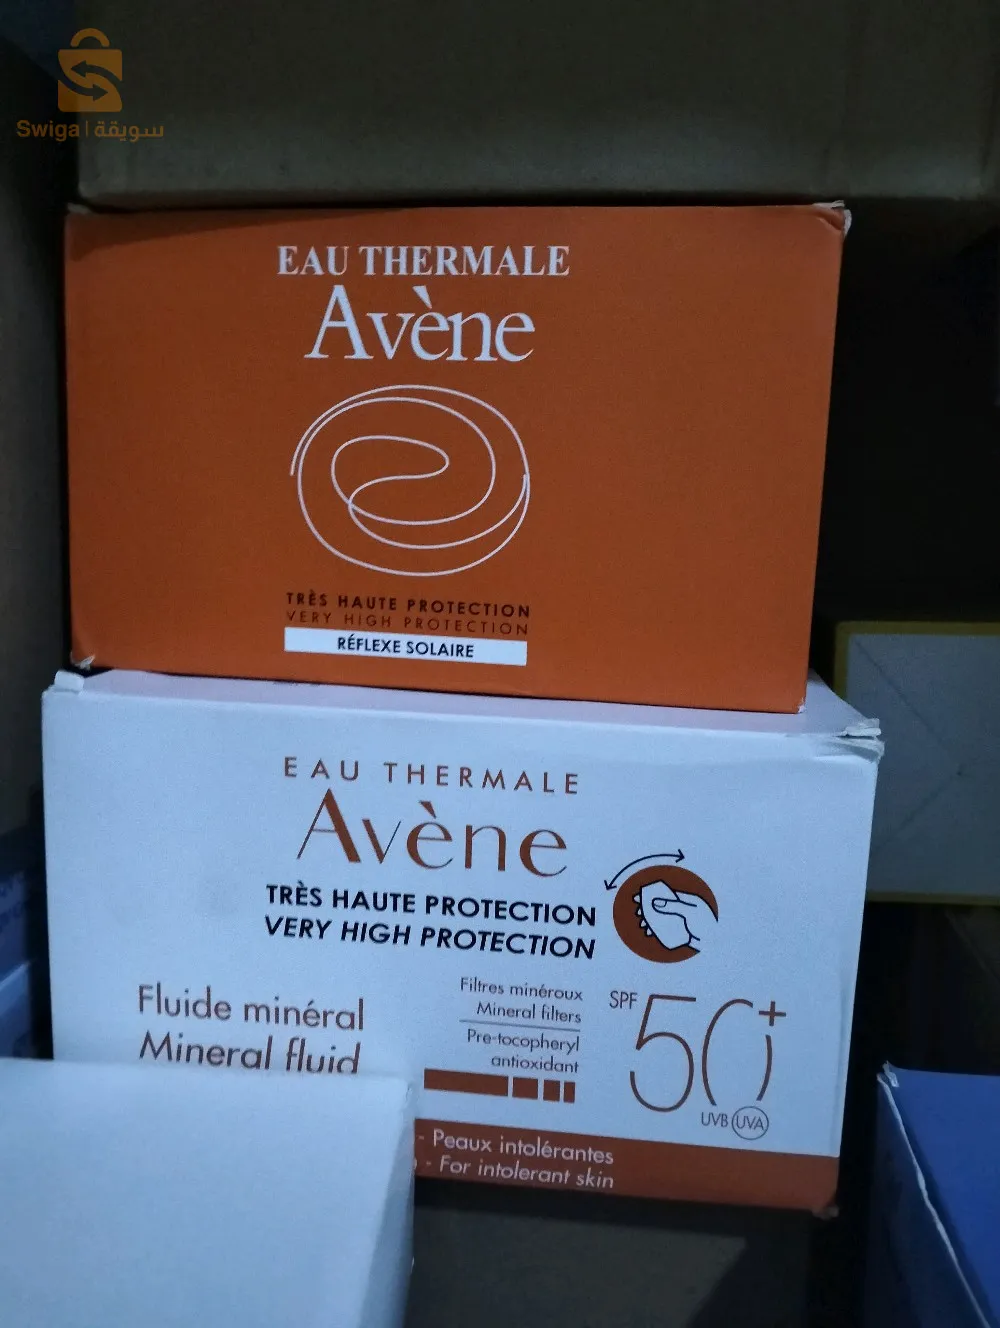 Swiga | سويقة
EAU THERMALE
Avène
TRÈS HAUTE PROTECTION
VERY HIGH PROTECTION
RÉFLEXE SOLAIRE
EAU THERMALE
Avène
TRÈS HAUTE PROTECTION
VERY HIGH PROTECTION
Fluide minéral
Mineral fluid
Filtres minéraux
Mineral filters
Pre-tocopheryl
antioxidant
SPF 50+
UVB UVA
- Peaux intolérantes
- For intolerant skin